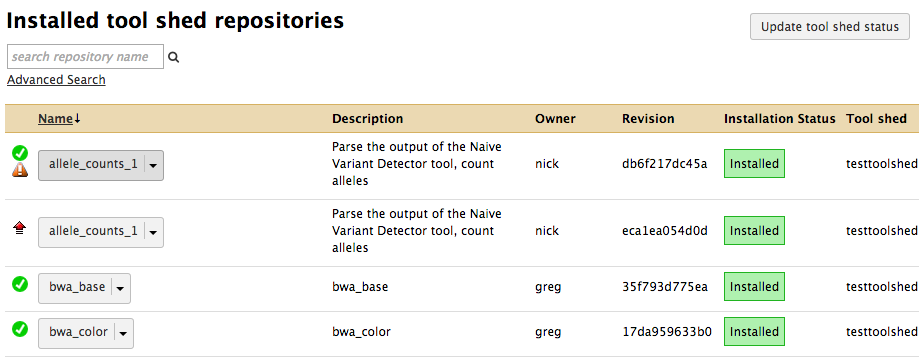 Installed tool shed repositories
Update tool shed status
search repository name
Advanced Search
Name↓ Description Owner Revision Installation Status Tool shed
allele_counts_1
Parse the output of the Naive
Variant Detector tool, count
alleles
nick db6f217dc45a Installed testtoolshed
allele_counts_1
Parse the output of the Naive
Variant Detector tool, count
alleles
nick eca1ea054d0d Installed testtoolshed
bwa_base bwa_base greg 35f793d775ea Installed testtoolshed
bwa_color bwa_color greg 17da959633b0 Installed testtoolshed